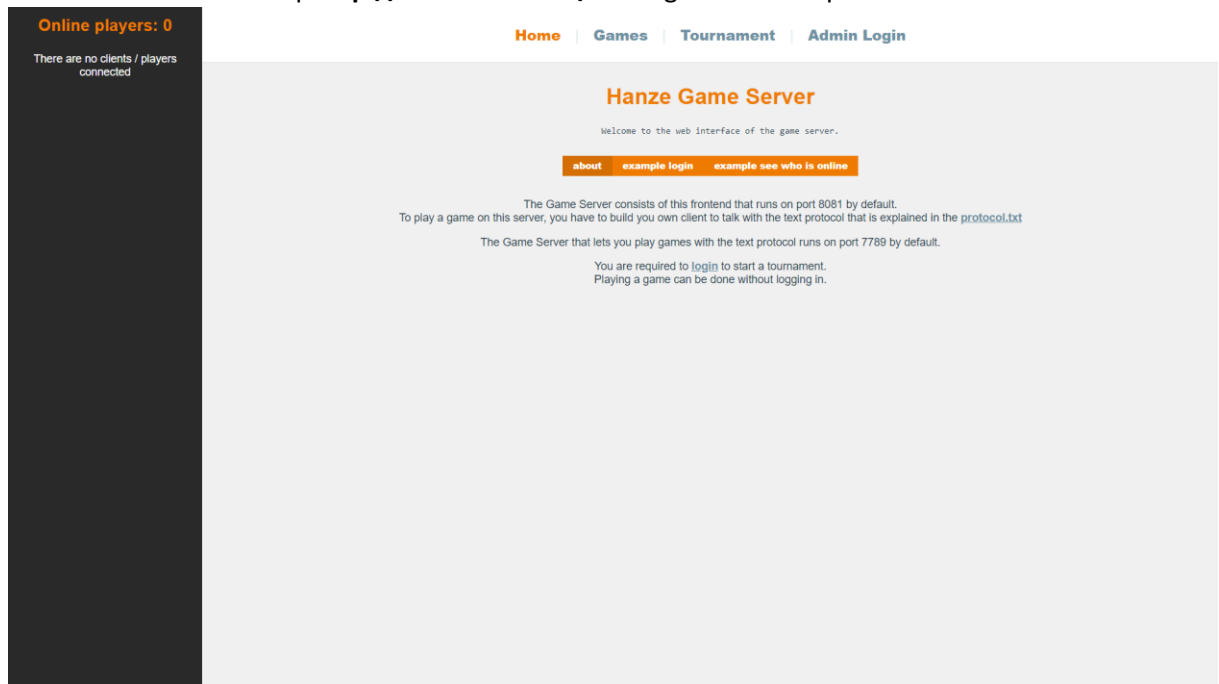 Online players: 0
There are no clients / players
connected
Home
Games
Tournament
Admin Login
Hanze Game Server
Welcome to the web interface of the game server.
about
example login
example see who is online
The Game Server consists of this frontend that runs on port 8081 by default.
To play a game on this server, you have to build you own client to talk with the text protocol that is explained in the protocol.txt
The Game Server that lets you play games with the text protocol runs on port 7789 by default.
You are required to login to start a tournament.
Playing a game can be done without logging in.